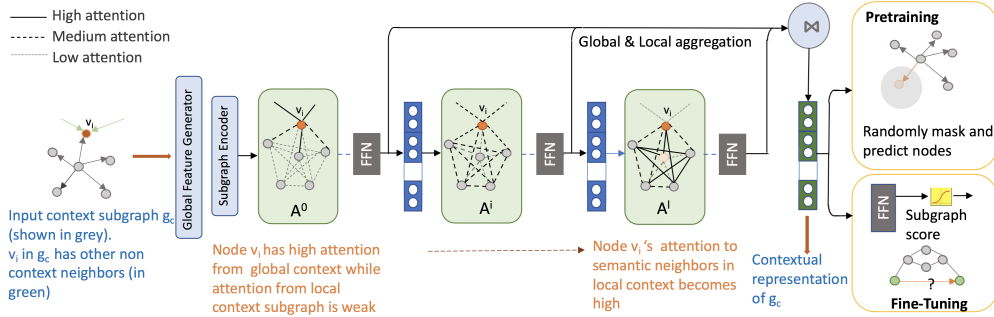 High attention
Medium attention
Low attention
vᵢ
Input context subgraph g꜀
(shown in grey).
vᵢ in g꜀ has other non
context neighbors (in
green)
Global Feature Generator
Subgraph Encoder
vᵢ
A⁰
FFN
Node vᵢ has high attention
from global context while
attention from local
context subgraph is weak
vᵢ
Aⁱ
FFN
Global & Local aggregation
vᵢ
Aˡ
FFN
Node vᵢ 's attention to
semantic neighbors in
local context becomes
high
⋈
Contextual
representation
of g꜀
Pretraining
Randomly mask and
predict nodes
FFN
Subgraph
score
?
Fine-Tuning